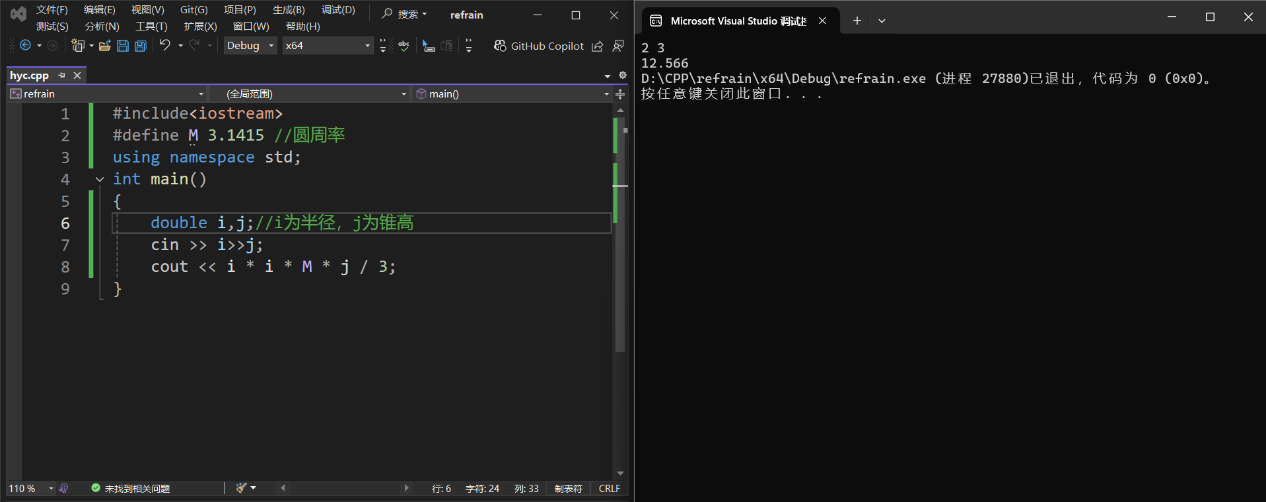 文件(F) 编辑(E) 视图(V) Git(G) 项目(P) 生成(B) 调试(D) 搜索 refrain
测试(S) 分析(N) 工具(T) 扩展(X) 窗口(W) 帮助(H)
Debug x64 GitHub Copilot
hyc.cpp
refrain (全局范围) main()
1 #include<iostream>
2 #define M 3.1415 //圆周率
3 using namespace std;
4 int main()
5 {
6 double i,j;//i为半径，j为锥高
7 cin >> i>>j;
8 cout << i * i * M * j / 3;
9 }
110 % 未找到相关问题 行: 6 字符: 24 列: 33 制表符 CRLF
Microsoft Visual Studio 调试
2 3
12.566
D:\CPP\refrain\x64\Debug\refrain.exe (进程 27880)已退出，代码为 0 (0x0)。
按任意键关闭此窗口. . .